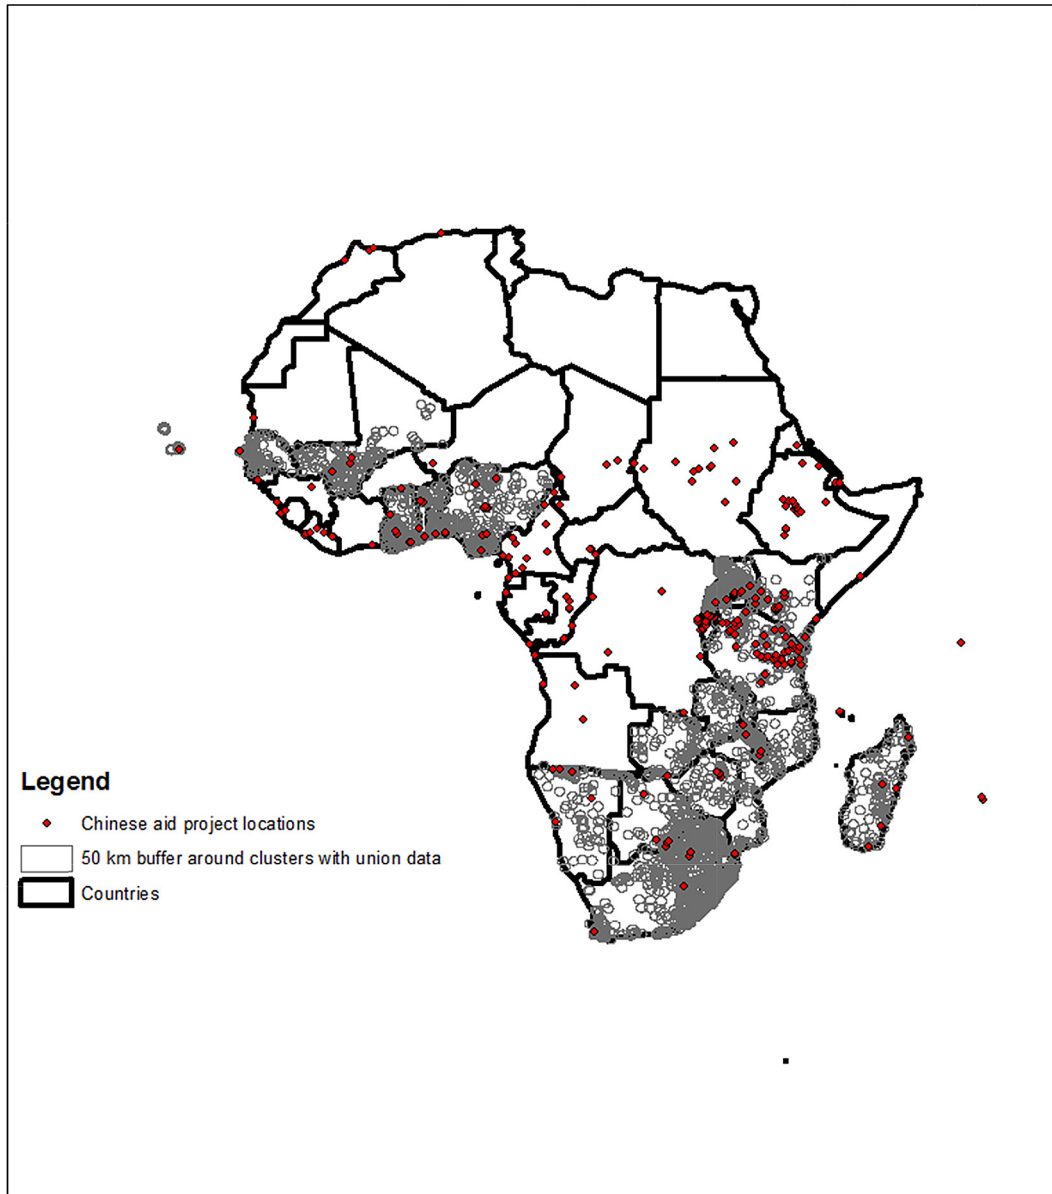 Legend
Chinese aid project locations
50 km buffer around clusters with union data
Countries